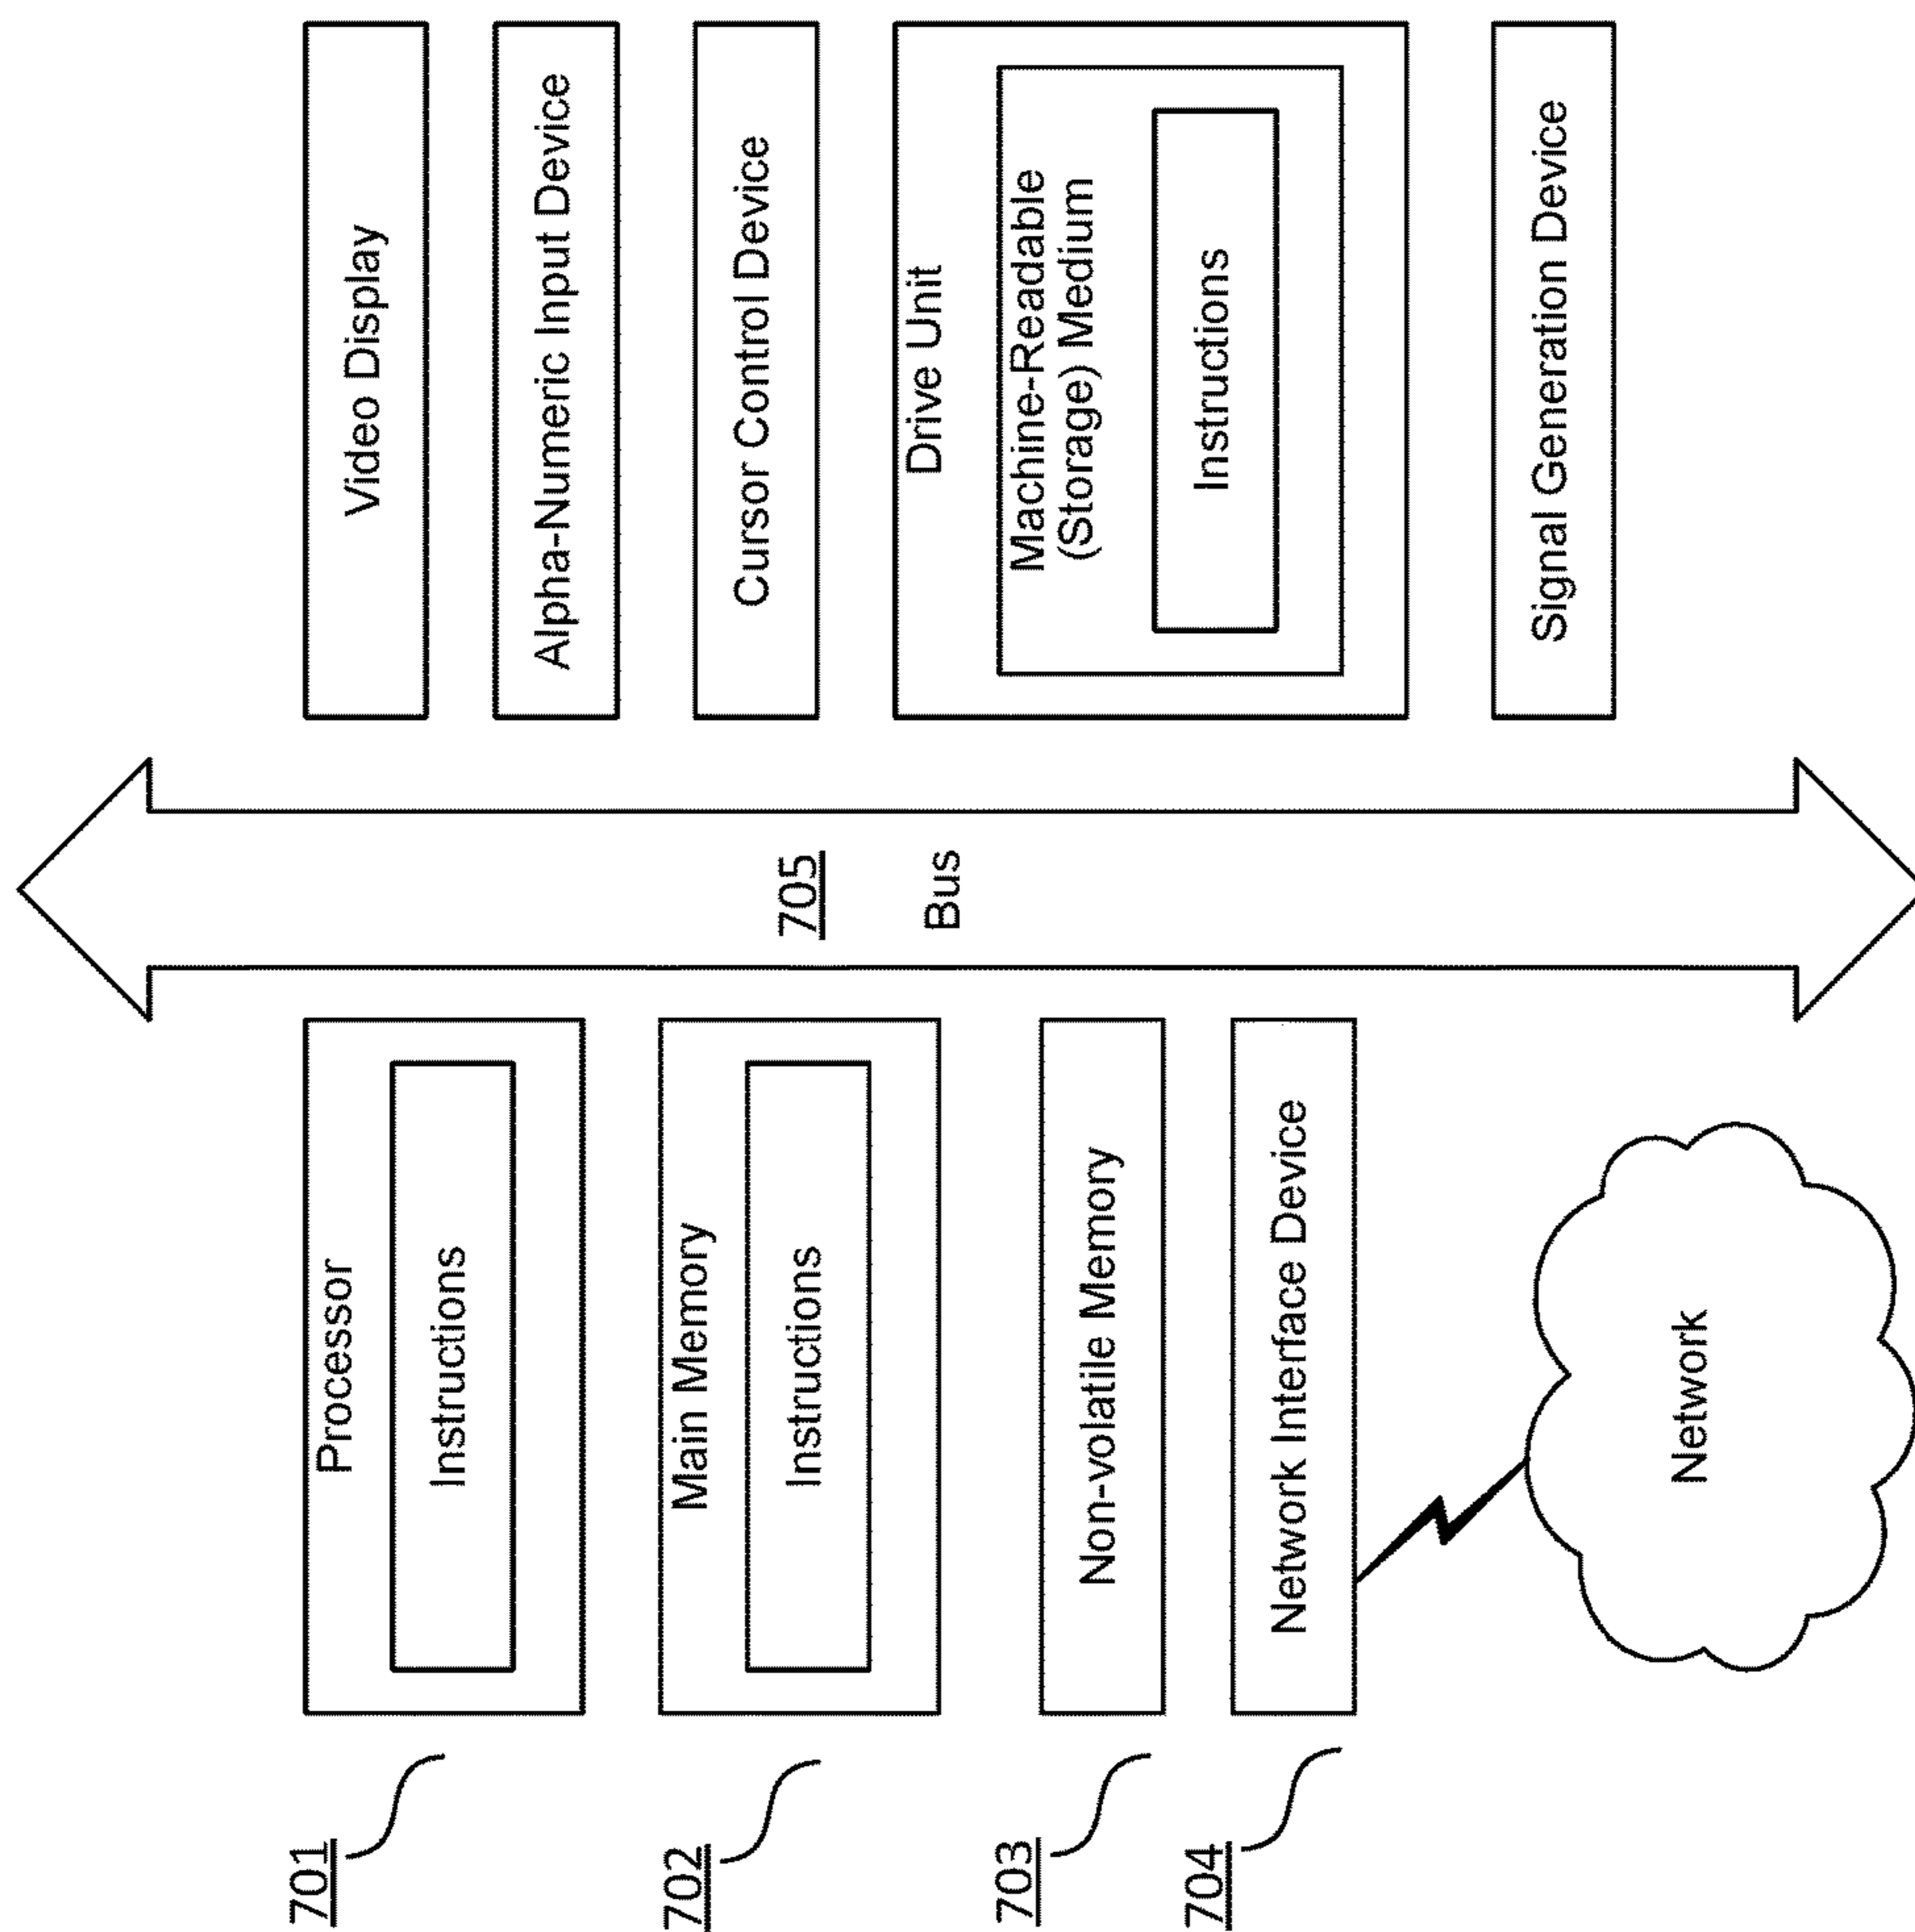 701
Processor
Instructions
702
Main Memory
Instructions
703
Non-volatile Memory
704
Network Interface Device
Network
705
Bus
Video Display
Alpha-Numeric Input Device
Cursor Control Device
Drive Unit
Machine-Readable
(Storage) Medium
Instructions
Signal Generation Device